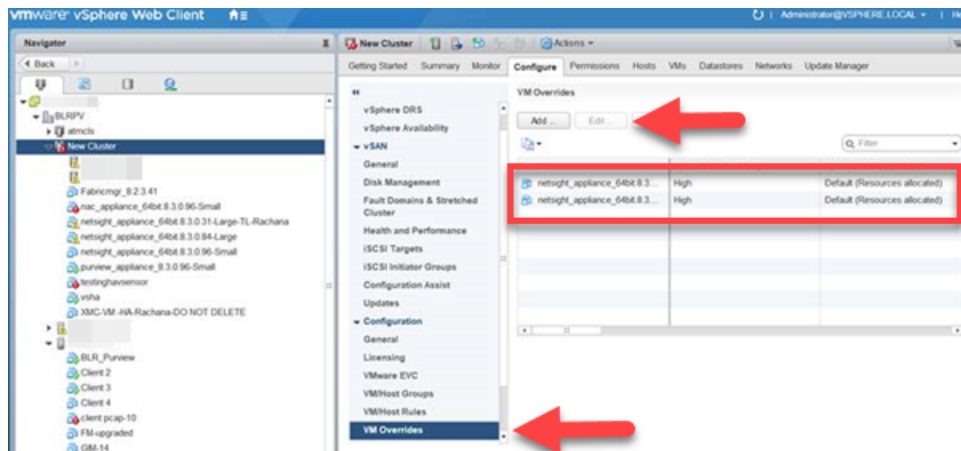 vmware vSphere Web Client
Administrator@VSPHERE.LOCAL
Navigator
Back
BLRPV
atmcls
New Cluster
Fabricmgr_8.2.3.41
nac_appliance_64bit.8.3.0.96-Small
netsight_appliance_64bit.8.3.0.31-Large-TL-Rachana
netsight_appliance_64bit.8.3.0.84-Large
netsight_appliance_64bit.8.3.0.96-Small
purview_appliance_8.3.0.96-Small
testinghavsensor
vsha
XMC-VM -HA-Rachana-DO NOT DELETE
BLR_Purview
Client 2
Client 3
Client 4
client pcap-10
FM-upgraded
GIM-14
New Cluster Actions
Getting Started Summary Monitor Configure Permissions Hosts VMs Datastores Networks Update Manager
vSphere DRS
vSphere Availability
vSAN
General
Disk Management
Fault Domains & Stretched
Cluster
Health and Performance
iSCSI Targets
iSCSI Initiator Groups
Configuration Assist
Updates
Configuration
General
Licensing
VMware EVC
VM/Host Groups
VM/Host Rules
VM Overrides
VM Overrides
Add ... Edit ...
Filter
netsight_appliance_64bit.8.3... High Default (Resources allocated)
netsight_appliance_64bit.8.3... High Default (Resources allocated)